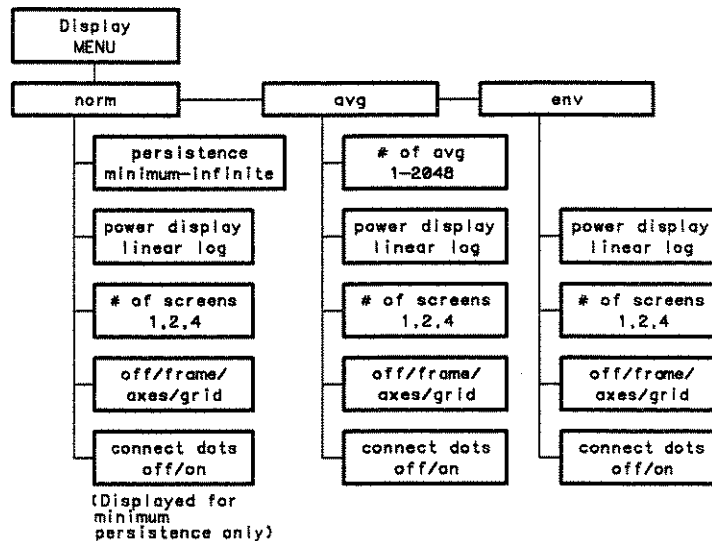 Display
MENU
norm
avg
env
persistence
minimum-infinite
# of avg
1-2048
power display
linear log
power display
linear log
power display
linear log
# of screens
1,2,4
# of screens
1,2,4
# of screens
1,2,4
off/frame/
axes/grid
off/frame/
axes/grid
off/frame/
axes/grid
connect dots
off/on
connect dots
off/on
connect dots
off/on
(Displayed for
minimum
persistence only)